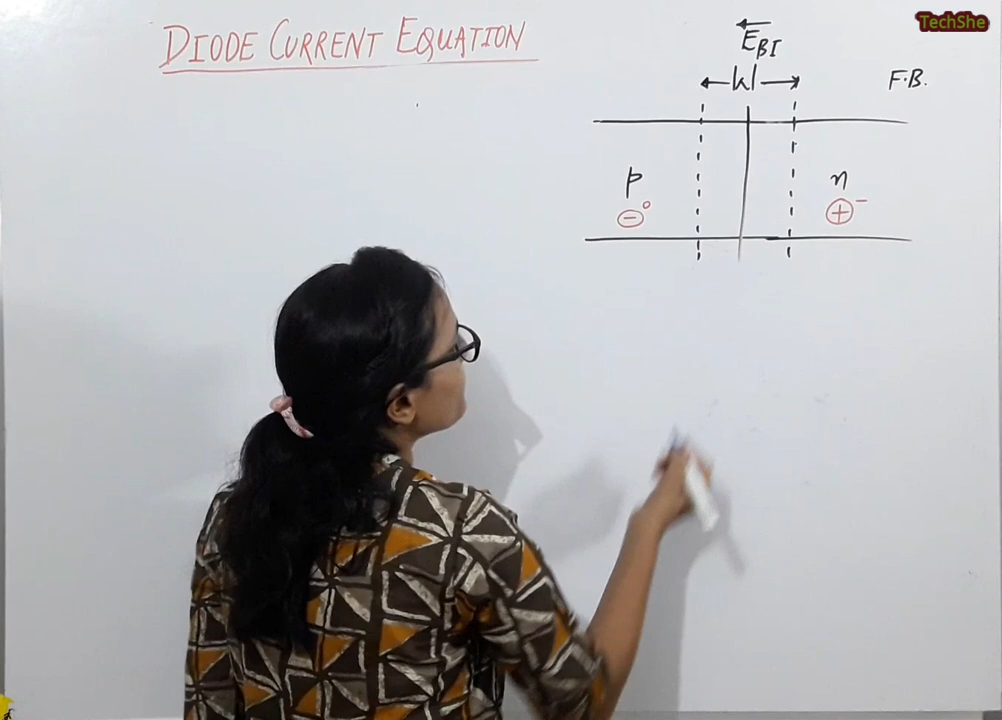 TechShe
DIODE CURRENT EQUATION
E_BI
W
F.B.
p
n
− o
+ −